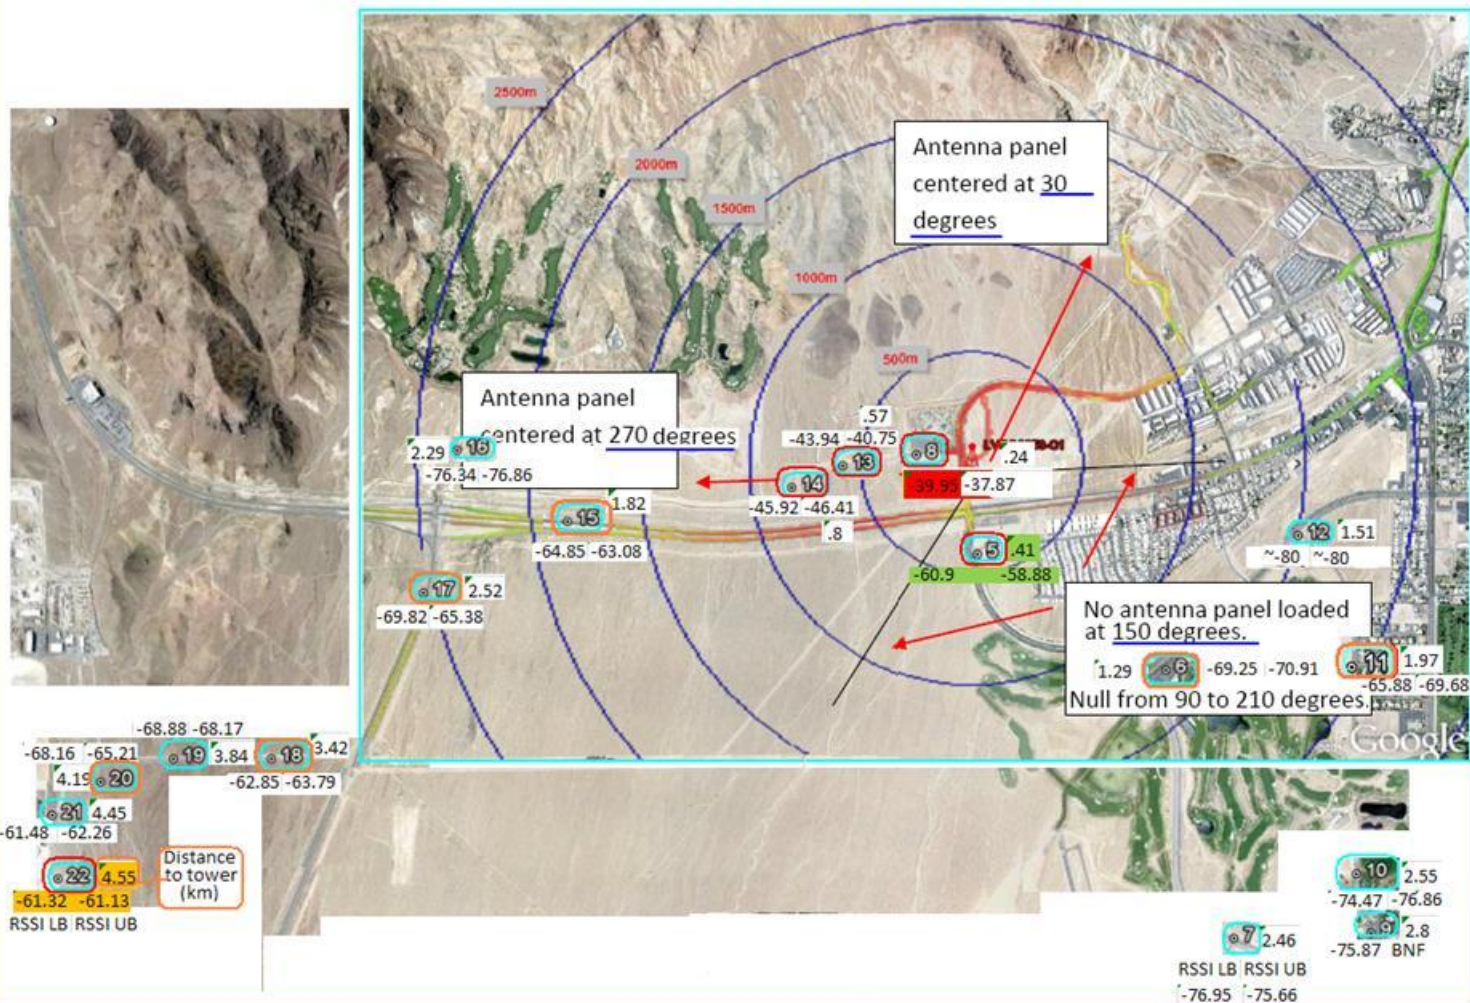 2500m
2000m
1500m
1000m
500m
Antenna panel
centered at 30
degrees
Antenna panel
centered at 270 degrees
2.29 16
-76.34 -76.86
.57
-43.94 -40.75
13
8
.24
-39.95 -37.87
14
-45.92 -46.41
15 1.82
-64.85 -63.08
.8
5 .41
-60.9 -58.88
12 1.51
~-80 ~-80
17 2.52
-69.82 -65.38
No antenna panel loaded
at 150 degrees.
1.29 6 -69.25 -70.91
Null from 90 to 210 degrees.
11 1.97
-65.88 -69.68
Google
-68.88 -68.17
19 3.84
18 3.42
-62.85 -63.79
-68.16 -65.21
4.19 20
21 4.45
-61.48 -62.26
22 4.55
-61.32 -61.13
RSSI LB RSSI UB
Distance
to tower
(km)
10 2.55
-74.47 -76.86
9 2.8
-75.87 BNF
7 2.46
RSSI LB RSSI UB
-76.95 -75.66